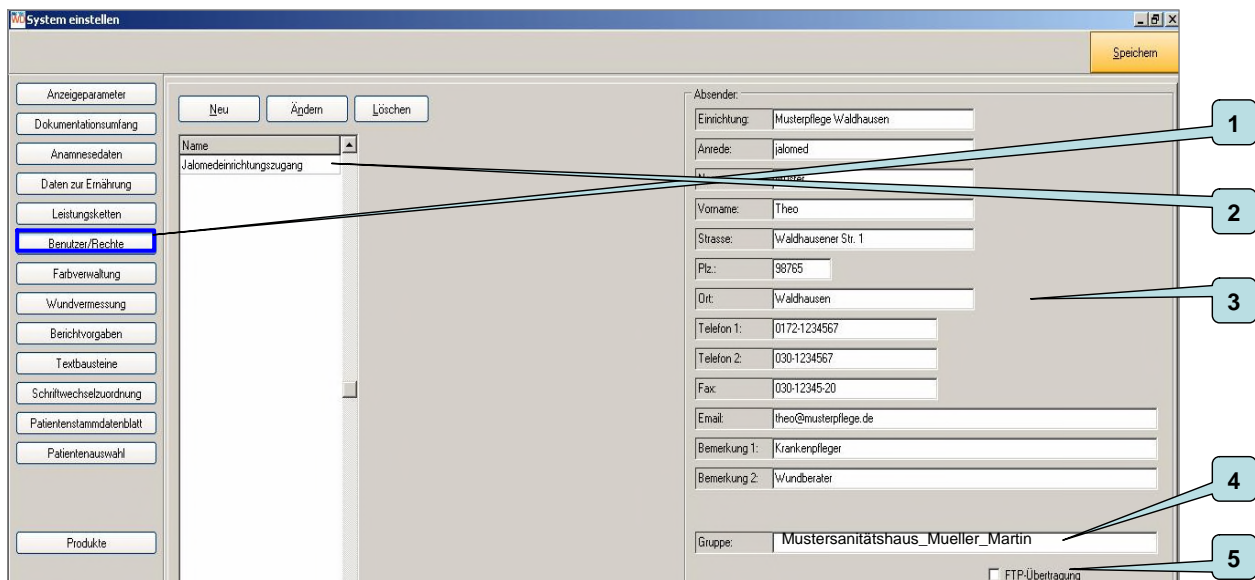 System einstellen
Speichern
Anzeigeparameter
Dokumentationsumfang
Anamnesedaten
Daten zur Ernährung
Leistungsketten
Benutzer/Rechte
Farbverwaltung
Wundvermessung
Berichtvorgaben
Textbausteine
Schriftwechselzuordnung
Patientenstammdatenblatt
Patientenauswahl
Produkte
Neu Ändern Löschen
Name
Jalomedeinrichtungszugang
Absender:
Einrichtung: Musterpflege Waldhausen
Anrede: jalomed
Vorname: Theo
Strasse: Waldhausener Str. 1
Plz.: 98765
Ort: Waldhausen
Telefon 1: 0172-1234567
Telefon 2: 030-1234567
Fax: 030-12345-20
Email: theo@musterpflege.de
Bemerkung 1: Krankenpfleger
Bemerkung 2: Wundberater
Gruppe: Mustersanitätshaus_Mueller_Martin
FTP-Übertragung
1
2
3
4
5